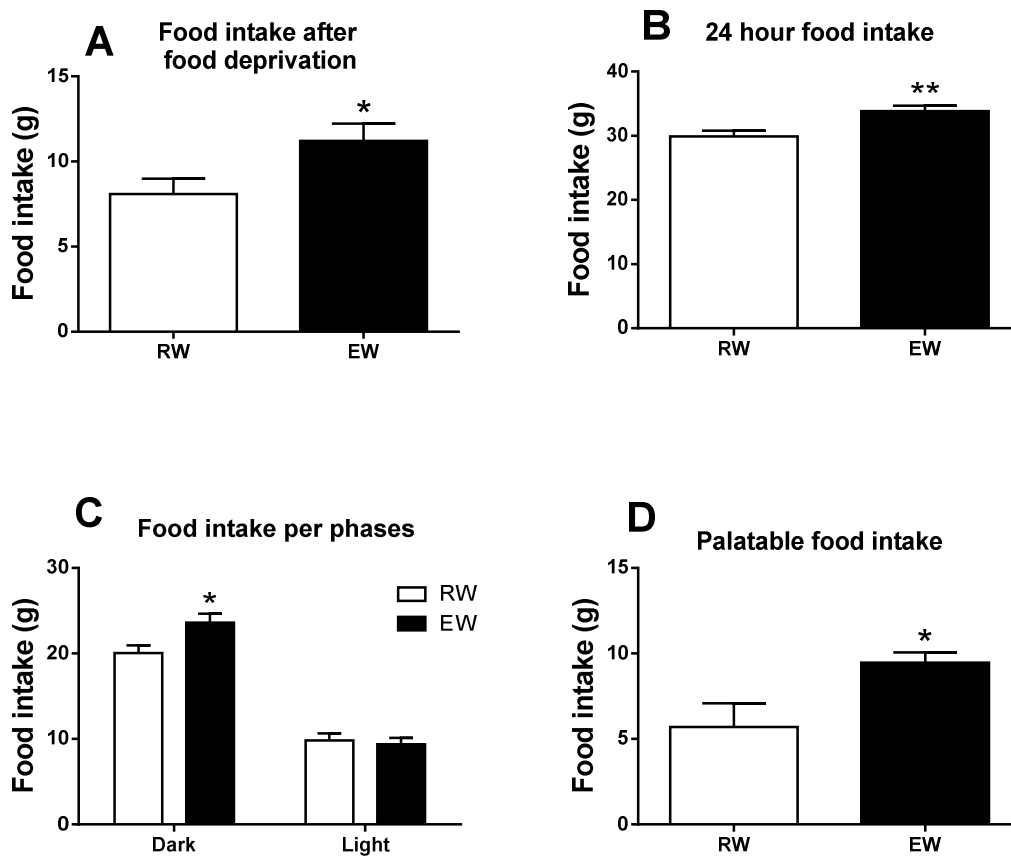 A
Food intake after
food deprivation
Food intake (g)
15
10
5
0
*
RW
EW
B
24 hour food intake
Food intake (g)
40
30
20
10
0
**
RW
EW
C
Food intake per phases
Food intake (g)
30
20
10
0
*
RW
EW
Dark
Light
D
Palatable food intake
Food intake (g)
15
10
5
0
*
RW
EW